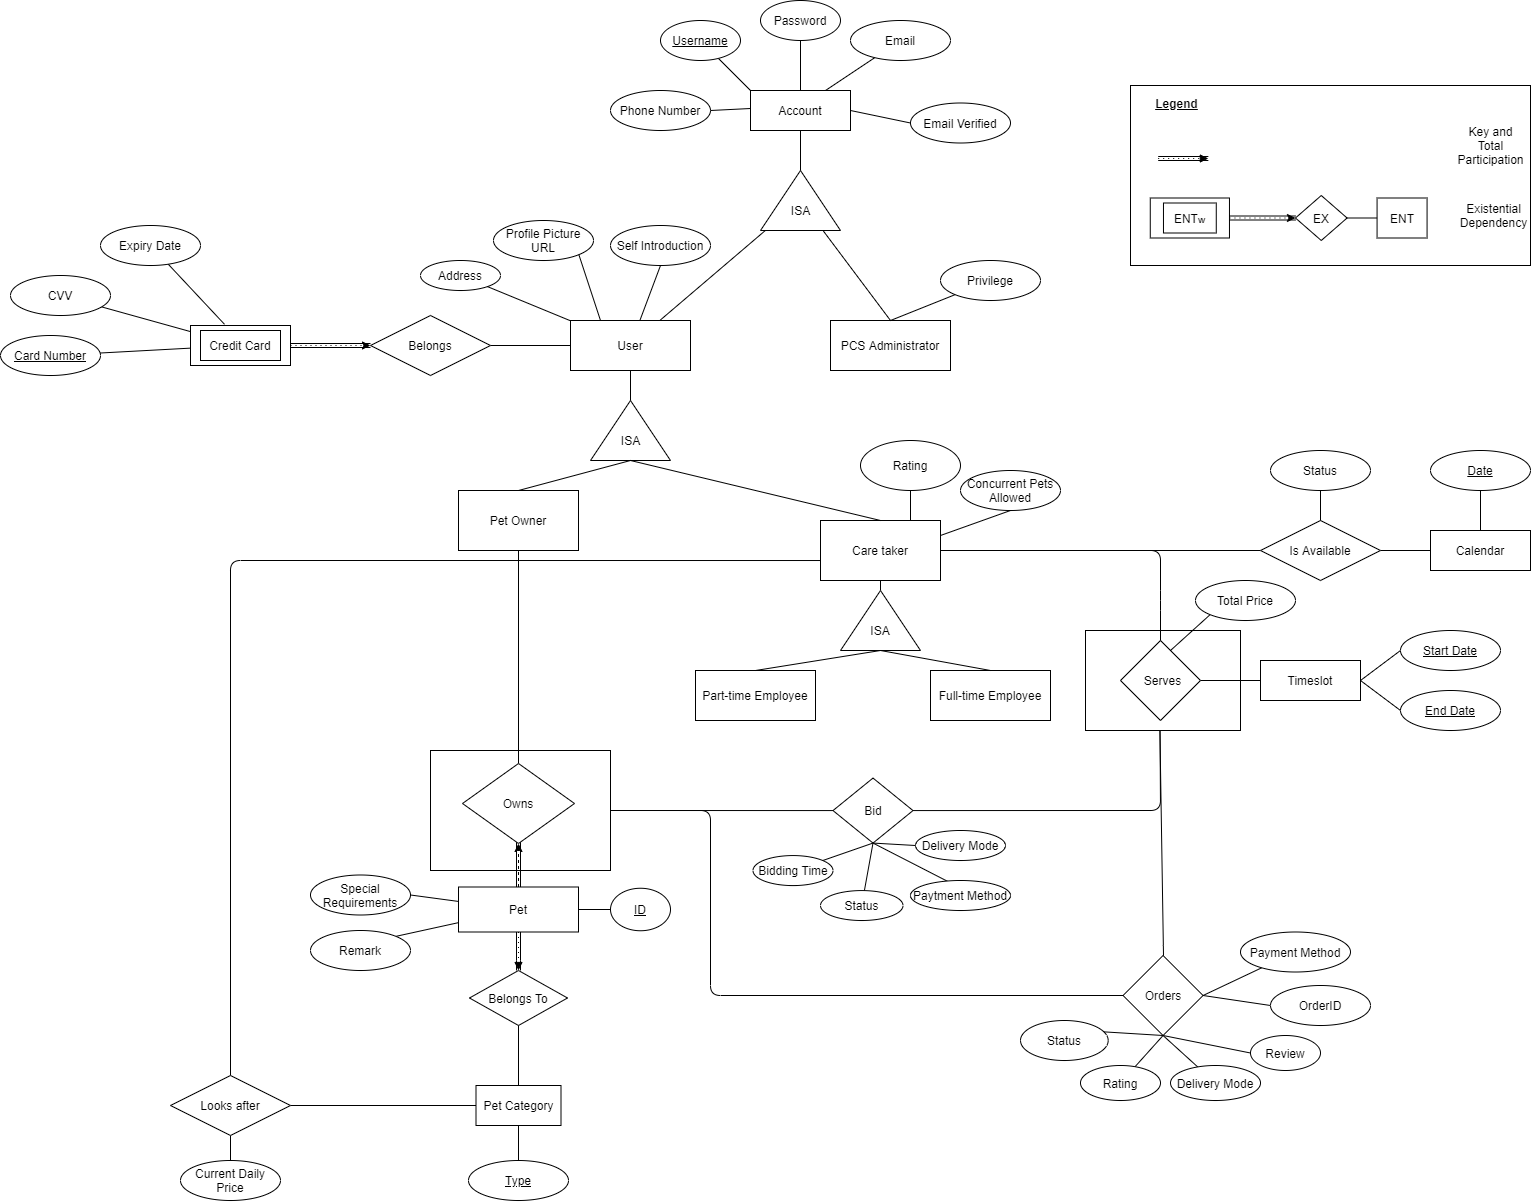 Password
Username
Email
Legend
Phone Number
Account
Email Verified
Key and
Total
Participation
ISA
ENTw
EX
ENT
Existential
Dependency
Expiry Date
Profile Picture
URL
Self Introduction
Address
Privilege
CVV
Card Number
Credit Card
Belongs
User
PCS Administrator
ISA
Rating
Concurrent Pets
Allowed
Status
Date
Pet Owner
Care taker
Is Available
Calendar
Total Price
ISA
Part-time Employee
Full-time Employee
Serves
Timeslot
Start Date
End Date
Owns
Bid
Delivery Mode
Bidding Time
Status
Paytment Method
Special
Requirements
Pet
ID
Remark
Belongs To
Orders
Payment Method
OrderID
Status
Review
Rating
Delivery Mode
Looks after
Pet Category
Current Daily
Price
Type